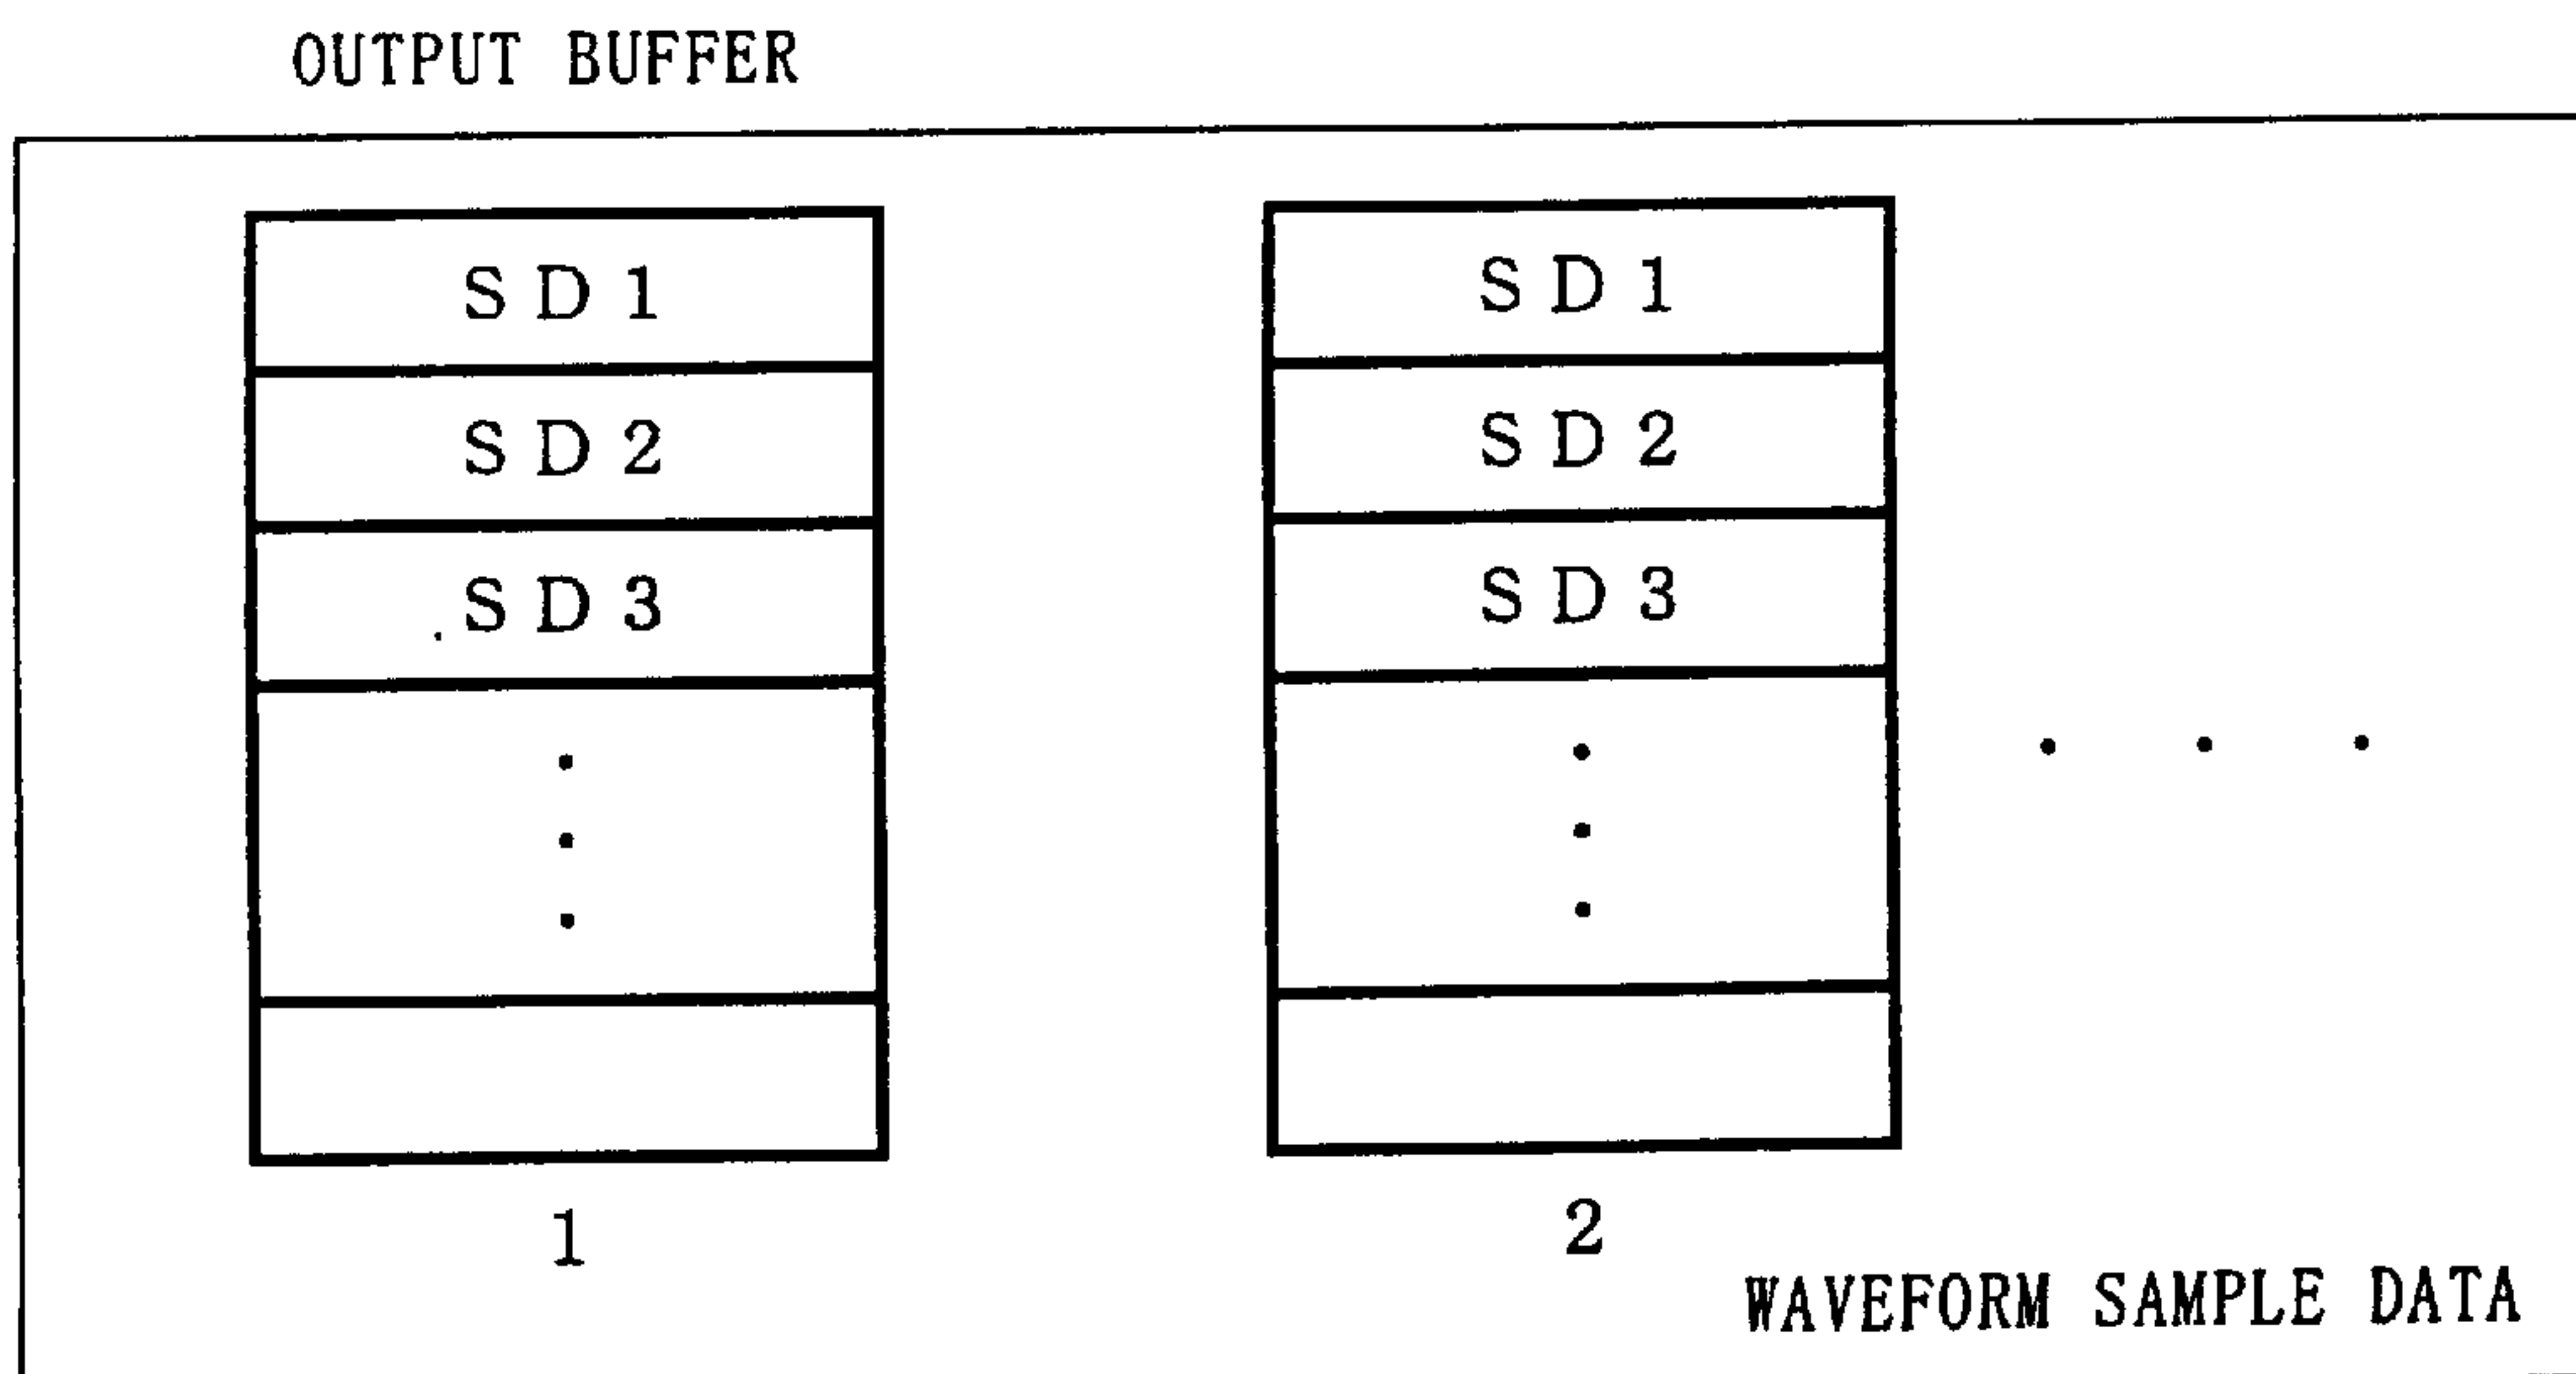 OUTPUT BUFFER
SD1
SD2
SD3
1
SD1
SD2
SD3
2
WAVEFORM SAMPLE DATA